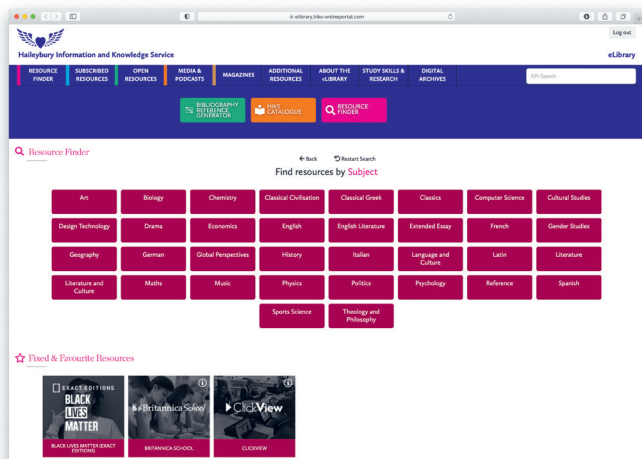 elibrary.hiks-onlineportal.com
Log out
Haileybury Information and Knowledge Service
eLibrary
RESOURCE FINDER
SUBSCRIBED RESOURCES
OPEN RESOURCES
MEDIA & PODCASTS
MAGAZINES
ADDITIONAL RESOURCES
ABOUT THE eLIBRARY
STUDY SKILLS & RESEARCH
DIGITAL ARCHIVES
API Search
BIBLIOGRAPHY
REFERENCE
GENERATOR
HIKS
CATALOGUE
RESOURCE
FINDER
Resource Finder
Back Restart Search
Find resources by Subject
Art Biology Chemistry Classical Civilisation Classical Greek Classics Computer Science Cultural Studies
Design Technology Drama Economics English English Literature Extended Essay French Gender Studies
Geography German Global Perspectives History Italian Language and Culture Latin Literature
Literature and Culture Maths Music Physics Politics Psychology Reference Spanish
Sports Science Theology and Philosophy
Fixed & Favourite Resources
EXACT EDITIONS
BLACK
LIVES
MATTER
Britannica School
ClickView
BLACK LIVES MATTER (EXACT EDITIONS)
BRITANNICA SCHOOL
CLICKVIEW